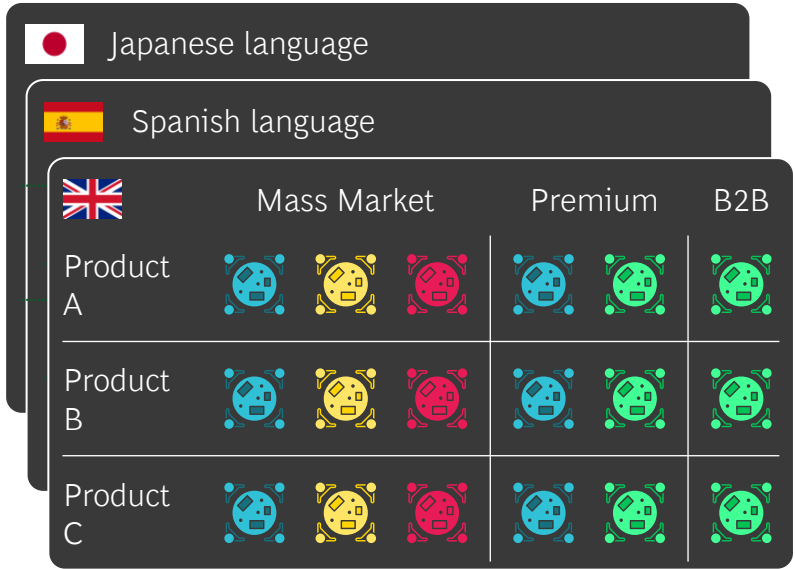 Japanese language
Spanish language
Mass Market Premium B2B
Product
A
Product
B
Product
C